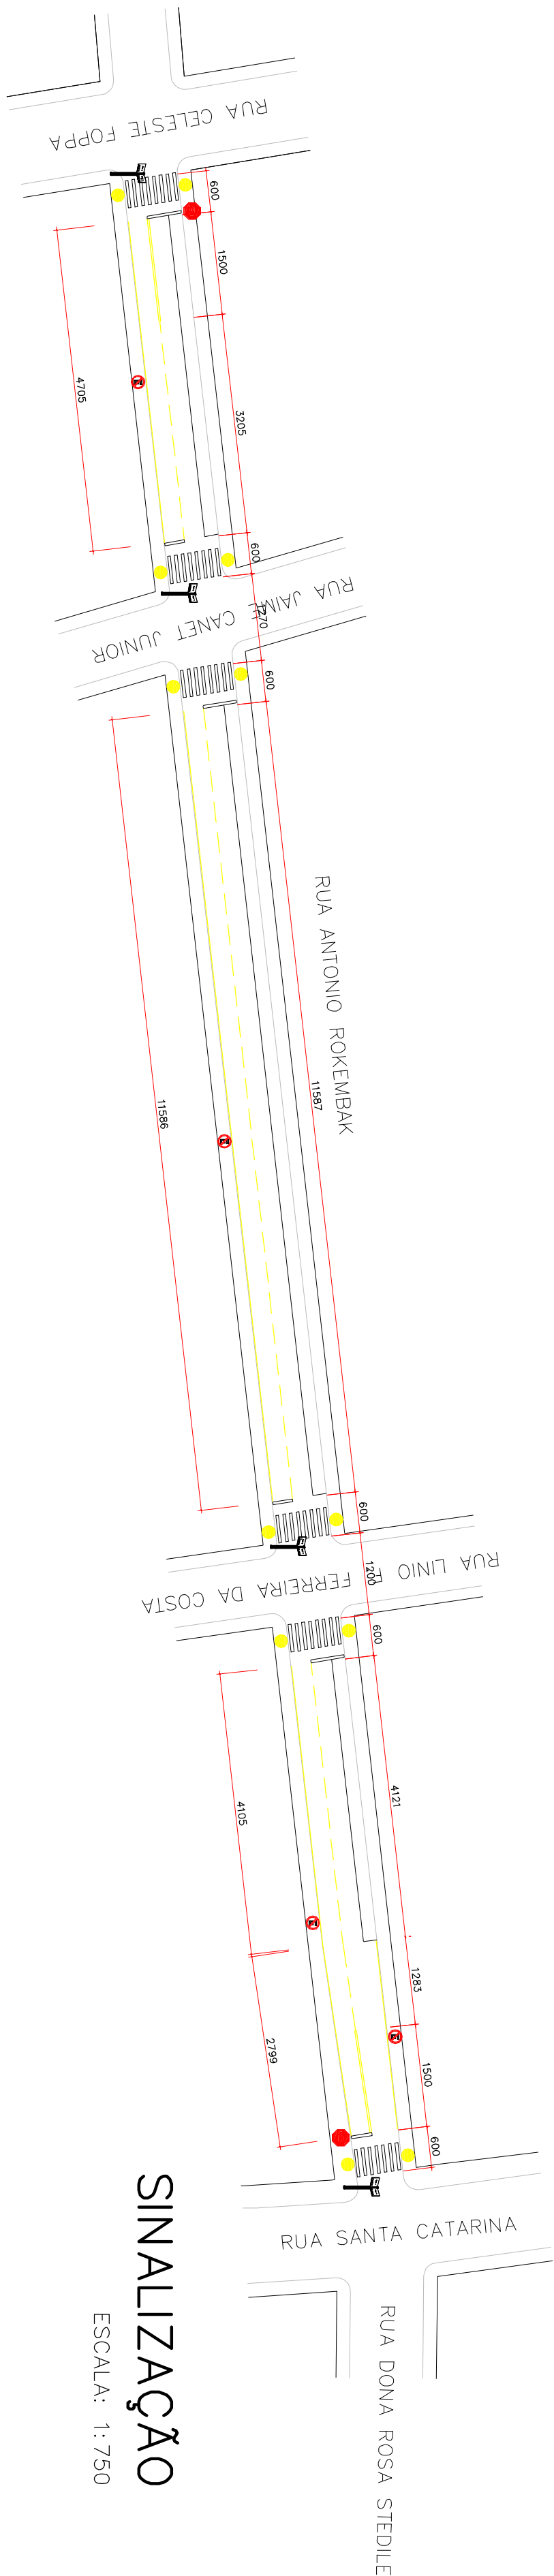 RUA CELESTE FOPPA
600
1500
4705
3205
600
RUA JAIME CANET JUNIOR
1270
600
RUA ANTONIO ROKEMBAK
11587
11586
600
RUA LINIO F FERREIRA DA COSTA
1200
600
4121
4105
1283
2799
1500
600
RUA SANTA CATARINA
RUA DONA ROSA STEDILE
SINALIZAÇÃO
ESCALA: 1:750